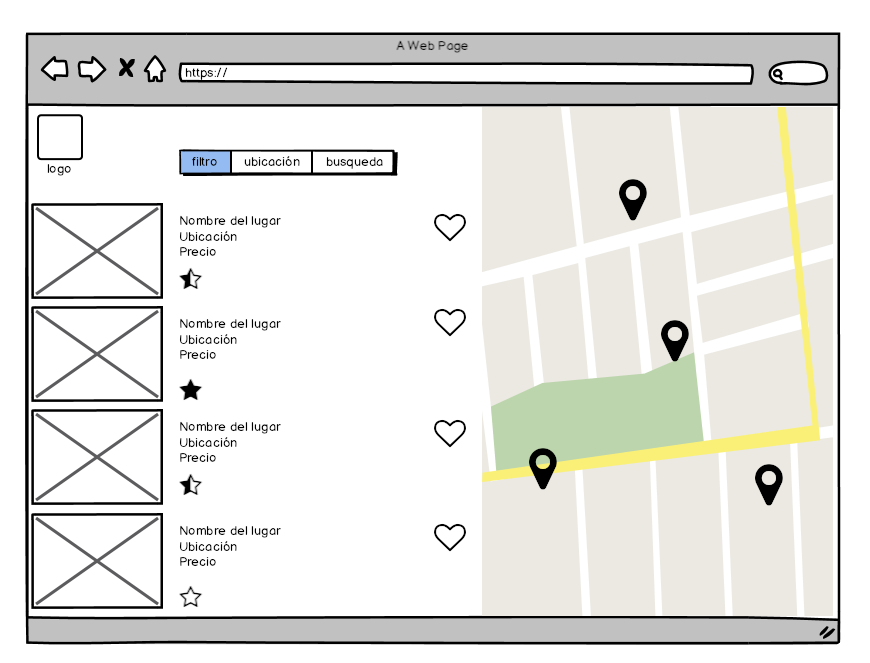 A Web Page
https://
logo
filtro ubicación busqueda
Nombre del lugar
Ubicación
Precio
Nombre del lugar
Ubicación
Precio
Nombre del lugar
Ubicación
Precio
Nombre del lugar
Ubicación
Precio